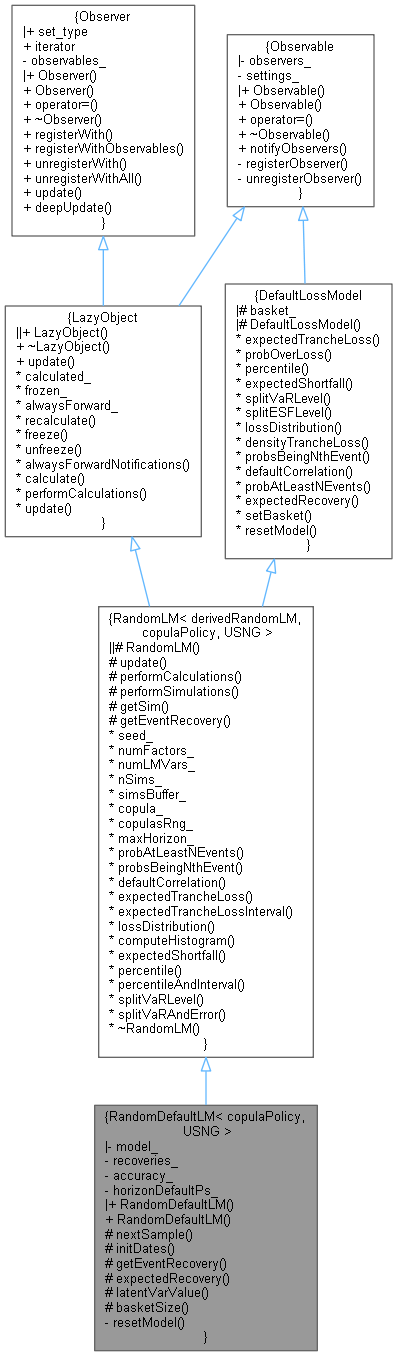 {Observer
|+ set_type
+ iterator
- observables_
|+ Observer()
+ Observer()
+ operator=()
+ ~Observer()
+ registerWith()
+ registerWithObservables()
+ unregisterWith()
+ unregisterWithAll()
+ update()
+ deepUpdate()
}
{Observable
|- observers_
- settings_
|+ Observable()
+ Observable()
+ operator=()
+ ~Observable()
+ notifyObservers()
- registerObserver()
- unregisterObserver()
}
{LazyObject
||+ LazyObject()
+ ~LazyObject()
+ update()
* calculated_
* frozen_
* alwaysForward_
* recalculate()
* freeze()
* unfreeze()
* alwaysForwardNotifications()
* calculate()
* performCalculations()
* update()
}
{DefaultLossModel
|# basket_
|# DefaultLossModel()
* expectedTrancheLoss()
* probOverLoss()
* percentile()
* expectedShortfall()
* splitVaRLevel()
* splitESFLevel()
* lossDistribution()
* densityTrancheLoss()
* probsBeingNthEvent()
* defaultCorrelation()
* probAtLeastNEvents()
* expectedRecovery()
* setBasket()
* resetModel()
}
{RandomLM< derivedRandomLM,
copulaPolicy, USNG >
||# RandomLM()
# update()
# performCalculations()
# performSimulations()
# getSim()
# getEventRecovery()
* seed_
* numFactors_
* numLMVars_
* nSims_
* simsBuffer_
* copula_
* copulasRng_
* maxHorizon_
* probAtLeastNEvents()
* probsBeingNthEvent()
* defaultCorrelation()
* expectedTrancheLoss()
* expectedTrancheLossInterval()
* lossDistribution()
* computeHistogram()
* expectedShortfall()
* percentile()
* percentileAndInterval()
* splitVaRLevel()
* splitVaRAndError()
* ~RandomLM()
}
{RandomDefaultLM< copulaPolicy,
USNG >
|- model_
- recoveries_
- accuracy_
- horizonDefaultPs_
|+ RandomDefaultLM()
+ RandomDefaultLM()
# nextSample()
# initDates()
# getEventRecovery()
# expectedRecovery()
# latentVarValue()
# basketSize()
- resetModel()
}